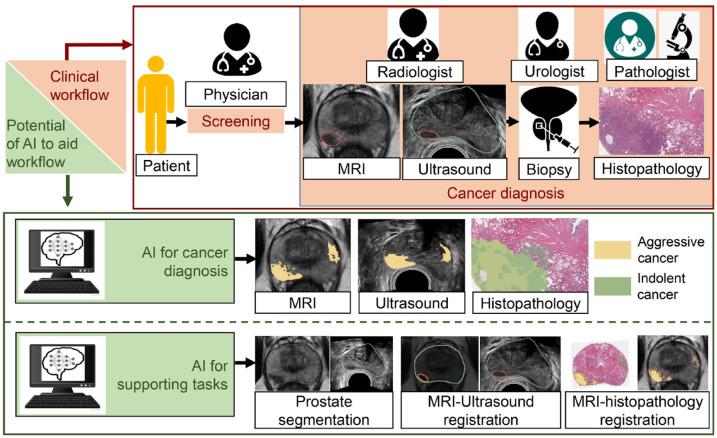 Clinical
workflow
Potential
of AI to aid
workflow
Patient
Physician
Screening
Radiologist
Urologist
Pathologist
MRI
Ultrasound
Biopsy
Histopathology
Cancer diagnosis
AI for cancer
diagnosis
MRI
Ultrasound
Histopathology
Aggressive
cancer
Indolent
cancer
AI for
supporting tasks
Prostate
segmentation
MRI-Ultrasound
registration
MRI-histopathology
registration